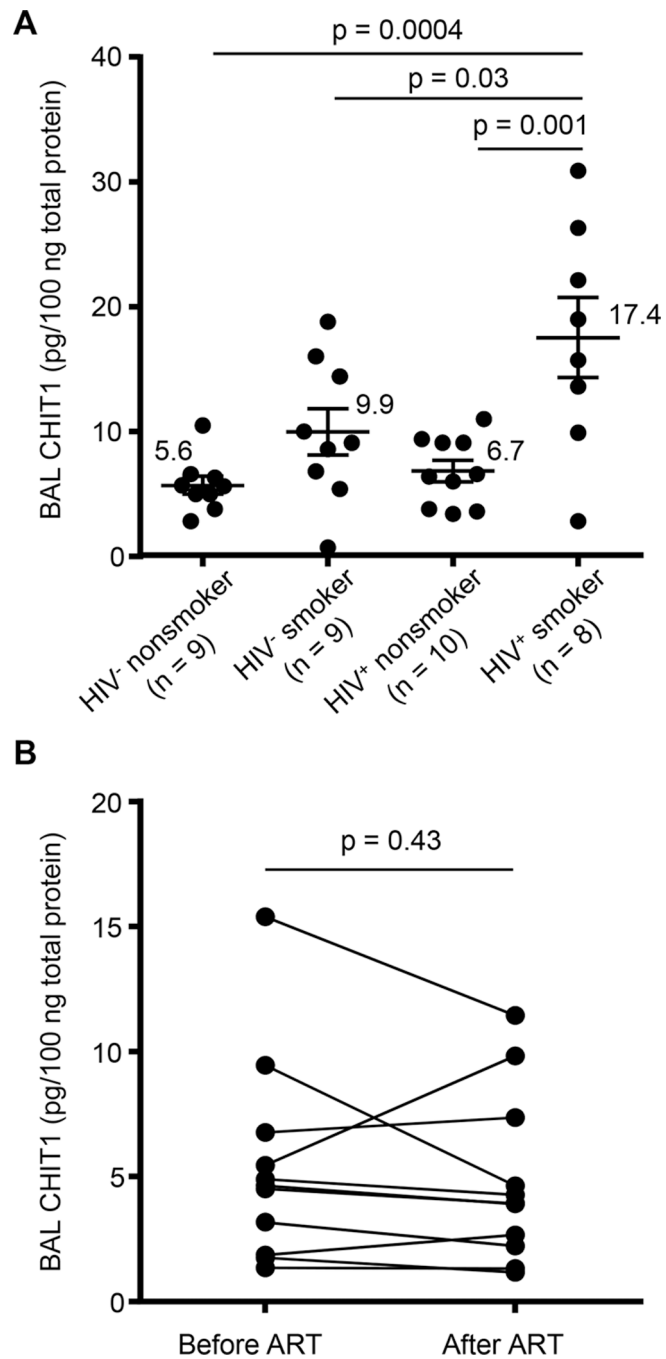 A
p = 0.0004
p = 0.03
p = 0.001
BAL CHIT1 (pg/100 ng total protein)
40
30
20
10
0
5.6
9.9
6.7
17.4
HIV⁻ nonsmoker
(n = 9)
HIV⁻ smoker
(n = 9)
HIV⁺ nonsmoker
(n = 10)
HIV⁺ smoker
(n = 8)
B
p = 0.43
BAL CHIT1 (pg/100 ng total protein)
20
15
10
5
0
Before ART
After ART